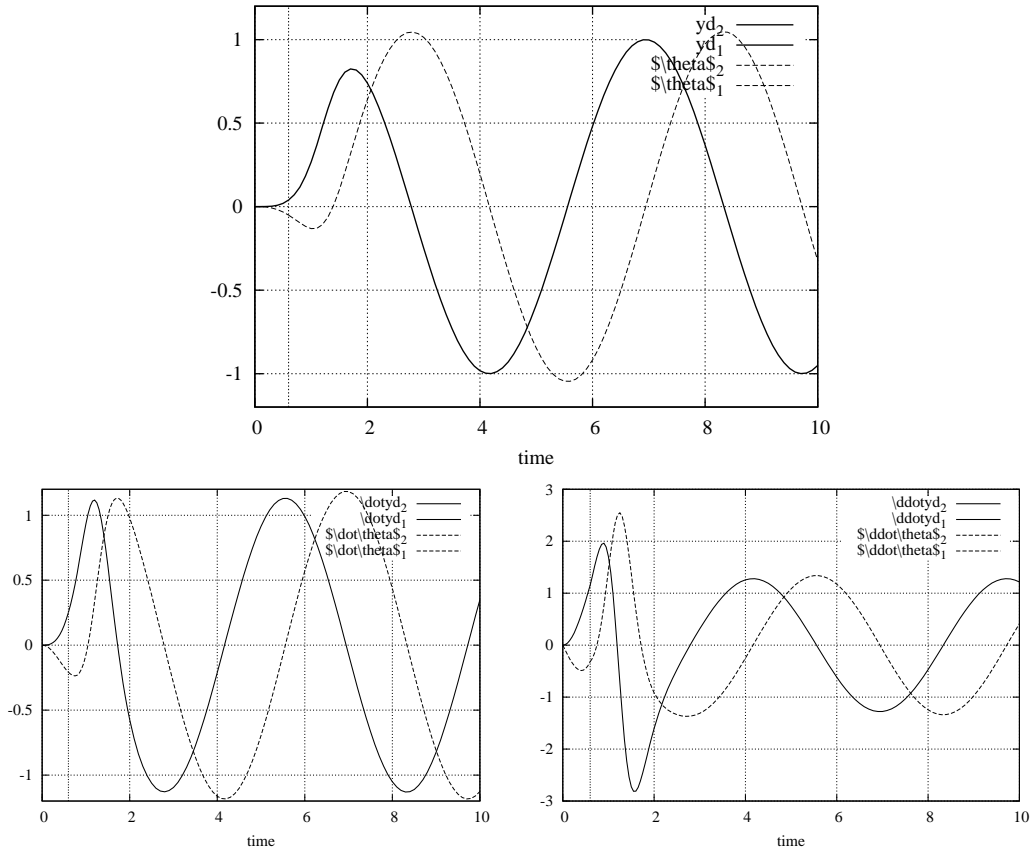 1
0.5
0
-0.5
-1
yd2
yd1
$\theta$2
$\theta$1
0 2 4 6 8 10
time
1
0.5
0
-0.5
-1
\dotyd2
\dotyd1
$\dot\theta$2
$\dot\theta$1
0 2 4 6 8 10
time
3
2
1
0
-1
-2
-3
\ddotyd2
\ddotyd1
$\ddot\theta$2
$\ddot\theta$1
0 2 4 6 8 10
time